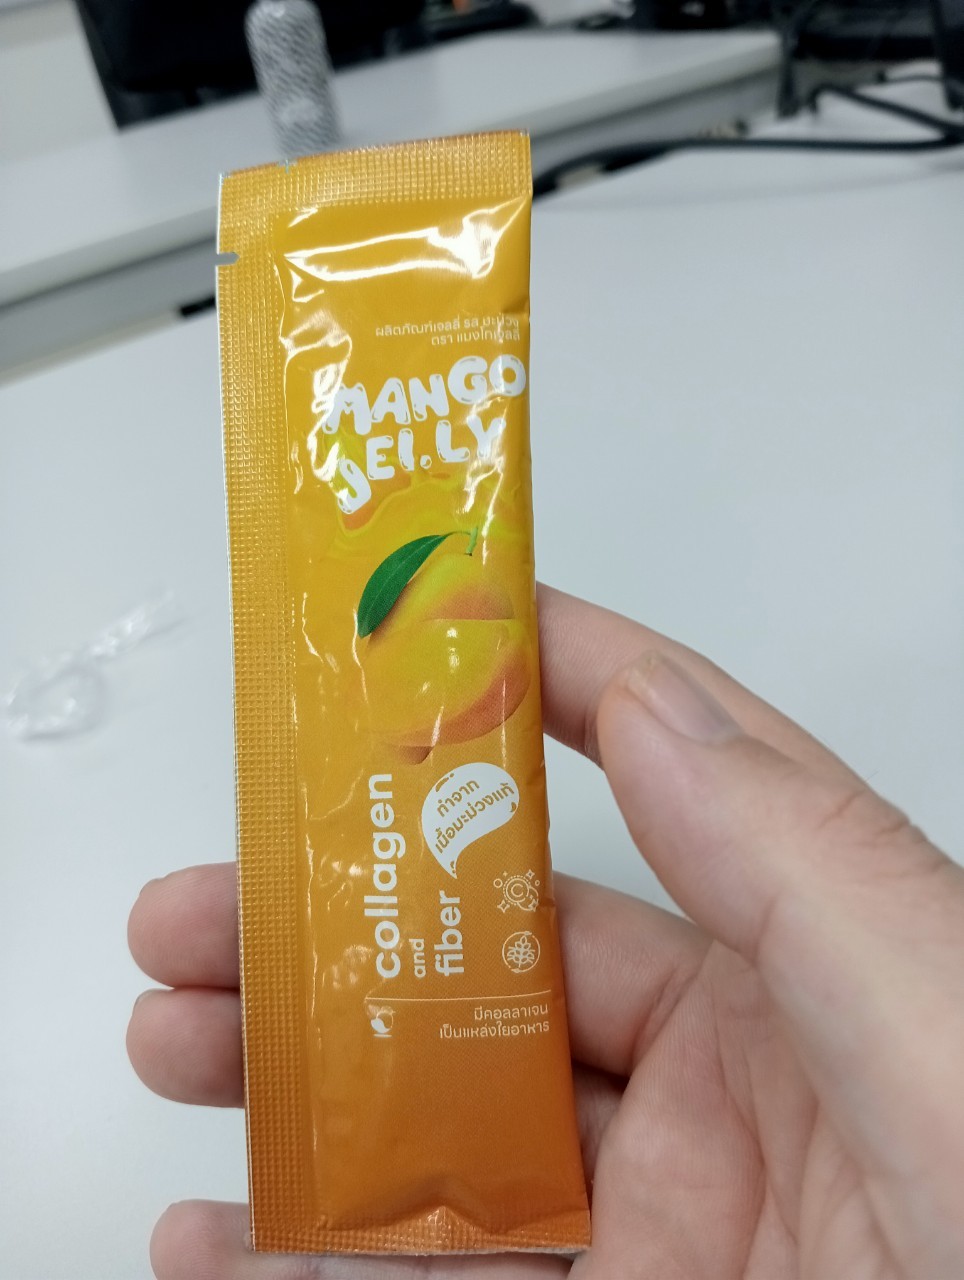 ผลิตภัณฑ์เจลลี่ รส มะม่วง
ตรา แมงโกเจลลี่
MANGO
JELLY
ทำจาก
เนื้อมะม่วงแท้
collagen
and
fiber
C
มีคอลลาเจน
เป็นแหล่งใยอาหาร